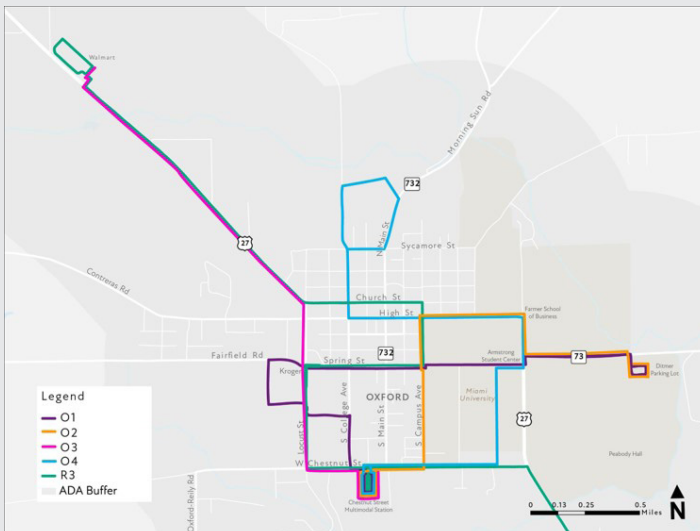 Walmart
Morning Sun Rd
732
N Main St
Sycamore St
27
Contreras Rd
Church St
High St
Farmer School
of Business
Fairfield Rd
732
Spring St
Armstrong
Student Center
73
Kroger
Ditmer
Parking Lot
Legend
O1
O2
O3
O4
R3
ADA Buffer
S College Ave
OXFORD
S Main St
S Campus Ave
Miami
University
27
Locust St
W Chestnut St
Peabody Hall
Oxford-Reily Rd
Chestnut Street
Multimodal Station
N
0 0.13 0.25 0.5
Miles